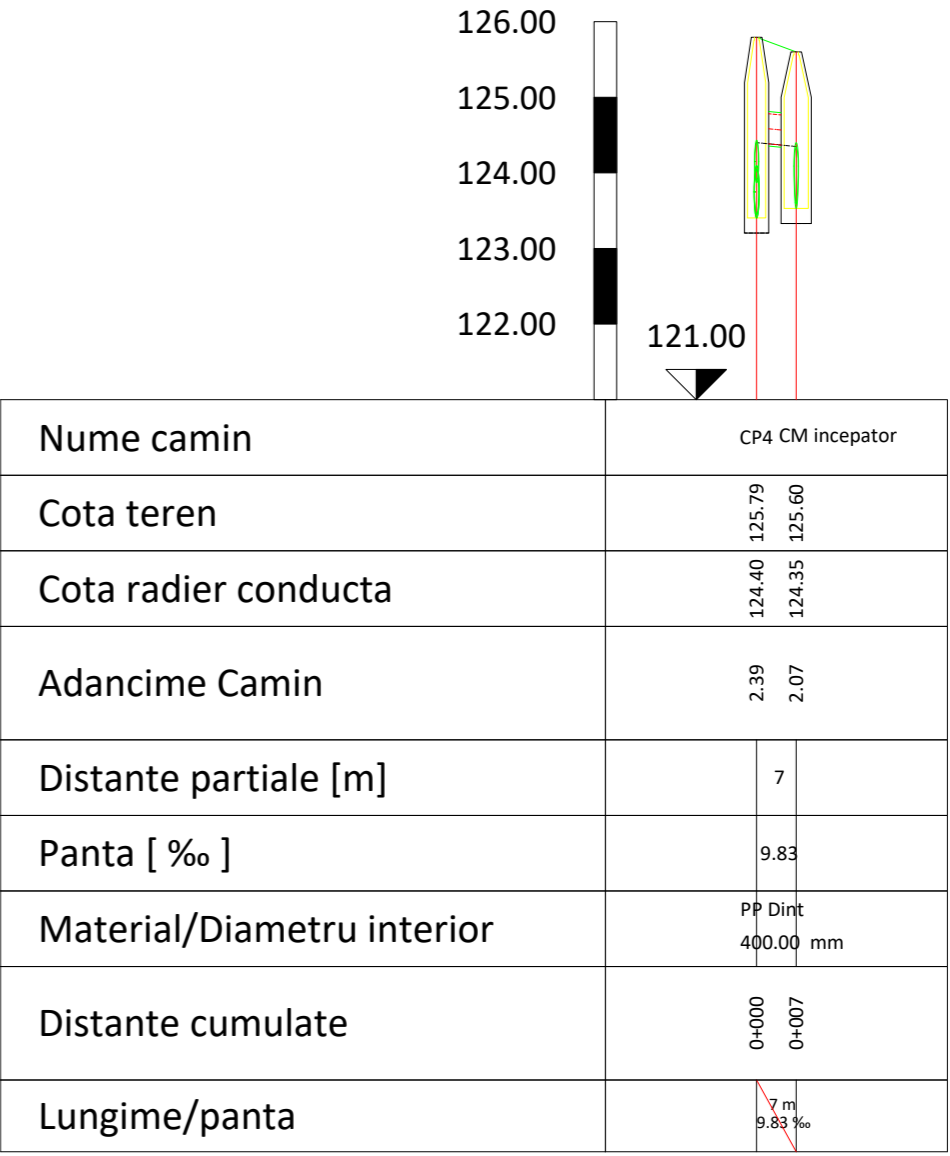 126.00
125.00
124.00
123.00
122.00
121.00
Nume camin
CP4 CM incepator
Cota teren
125.79
125.60
Cota radier conducta
124.40
124.35
Adancime Camin
2.39
2.07
Distante partiale [m]
7
Panta [ ‰ ]
9.83
Material/Diametru interior
PP Dint
400.00 mm
Distante cumulate
0+000
0+007
Lungime/panta
7 m
9.83 ‰